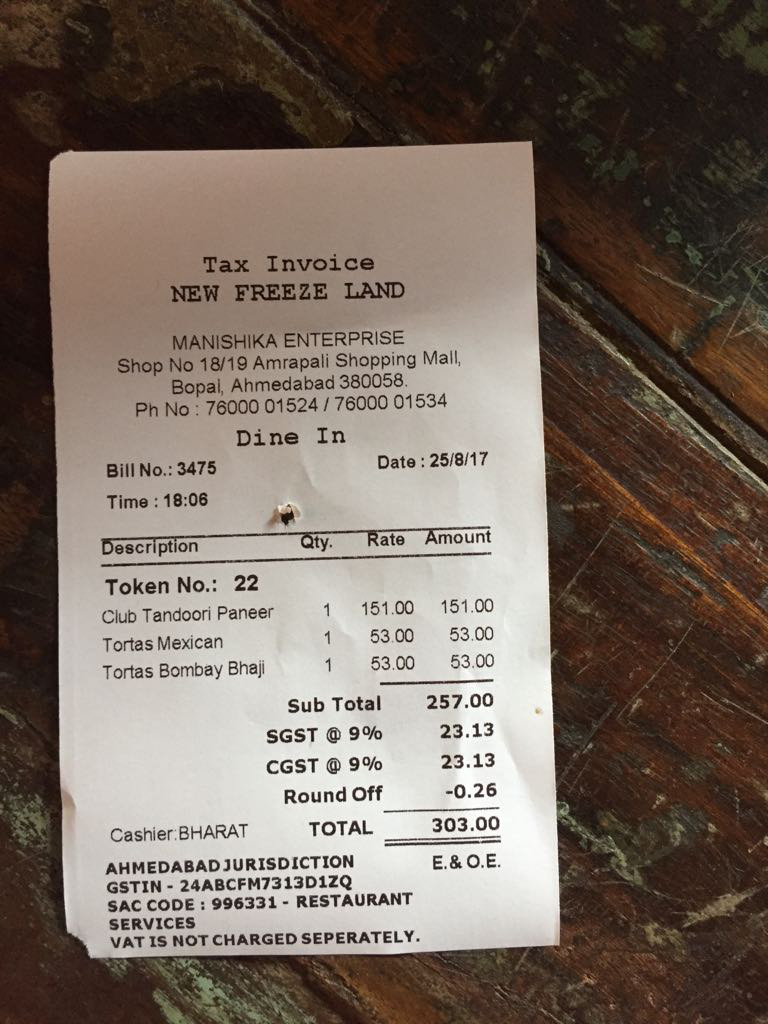 Tax Invoice
NEW FREEZE LAND
MANISHIKA ENTERPRISE
Shop No 18/19 Amrapali Shopping Mall,
Bopal, Ahmedabad 380058.
Ph No : 76000 01524 / 76000 01534
Dine In
Bill No.: 3475 Date : 25/8/17
Time : 18:06
Description Qty. Rate Amount
Token No.: 22
Club Tandoori Paneer 1 151.00 151.00
Tortas Mexican 1 53.00 53.00
Tortas Bombay Bhaji 1 53.00 53.00
Sub Total 257.00
SGST @ 9% 23.13
CGST @ 9% 23.13
Round Off -0.26
Cashier:BHARAT TOTAL 303.00
AHMEDABAD JURISDICTION E.& O.E.
GSTIN - 24ABCFM7313D1ZQ
SAC CODE : 996331 - RESTAURANT
SERVICES
VAT IS NOT CHARGED SEPERATELY.